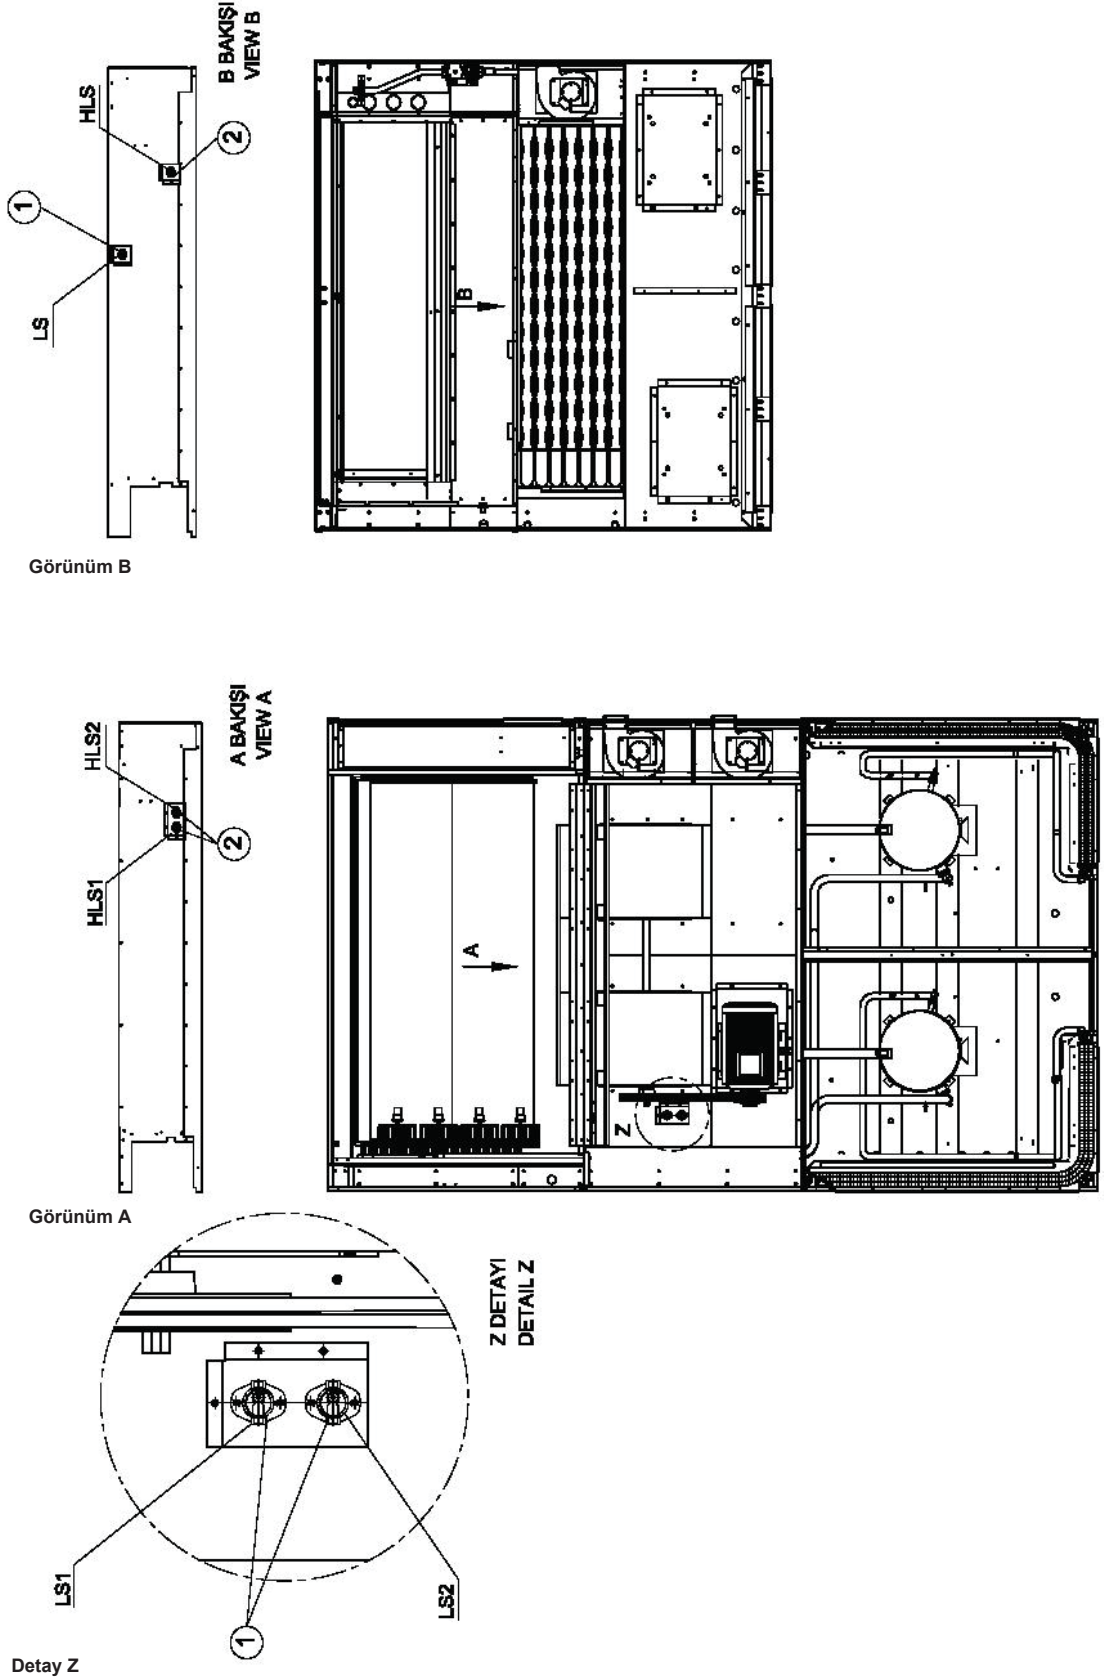 B BAKIŞI
VIEW B
HLS
2
1
LS
B
Görünüm B
A BAKIŞI
VIEW A
HLS2
2
HLS1
A
Z
Görünüm A
Z DETAYI
DETAIL Z
LS1
1
LS2
Detay Z